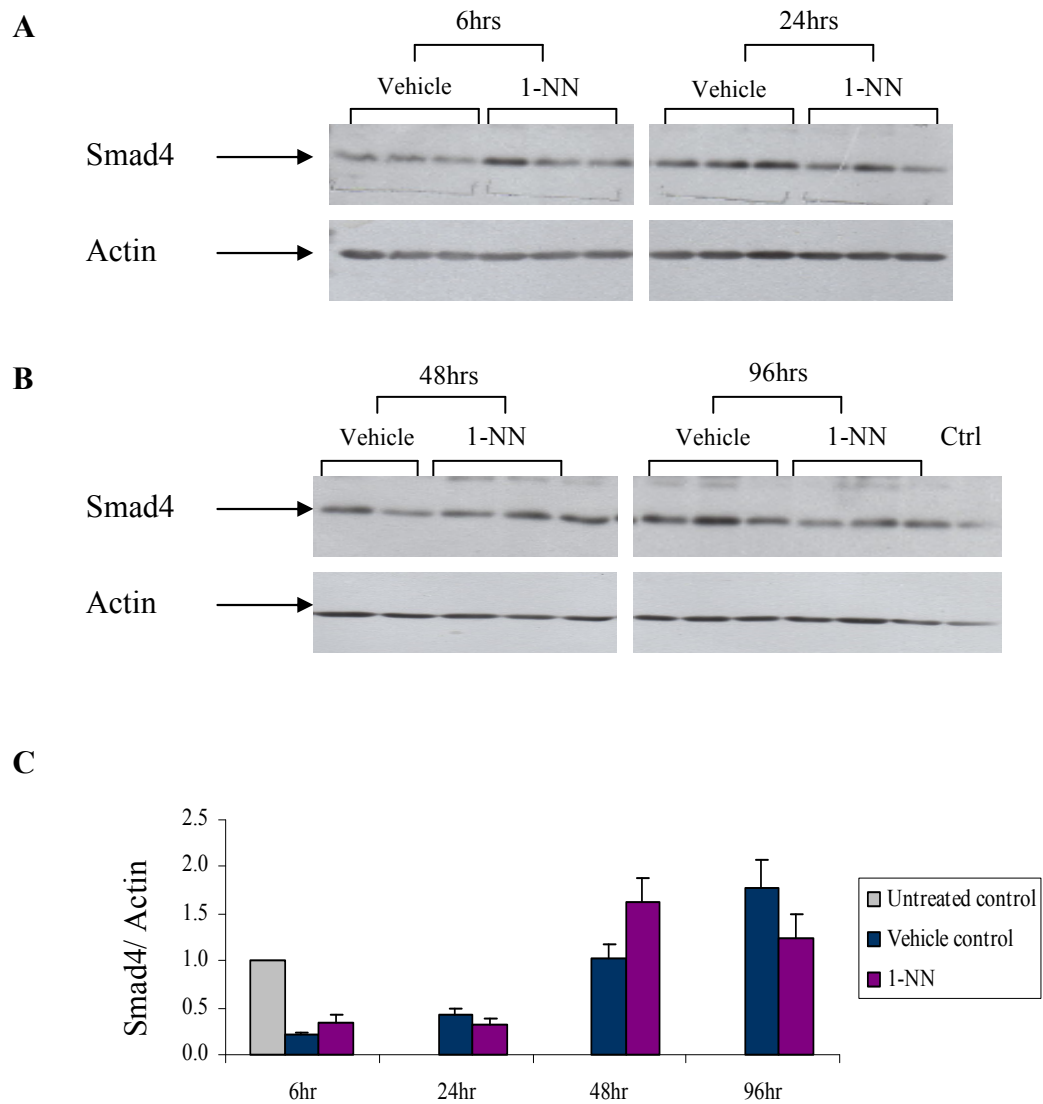 A
6hrs 24hrs
Vehicle 1-NN Vehicle 1-NN
Smad4
Actin
B
48hrs 96hrs
Vehicle 1-NN Vehicle 1-NN Ctrl
Smad4
Actin
C
2.5
2.0
1.5
1.0
0.5
0.0
Smad4/ Actin
6hr 24hr 48hr 96hr
Untreated control
Vehicle control
1-NN